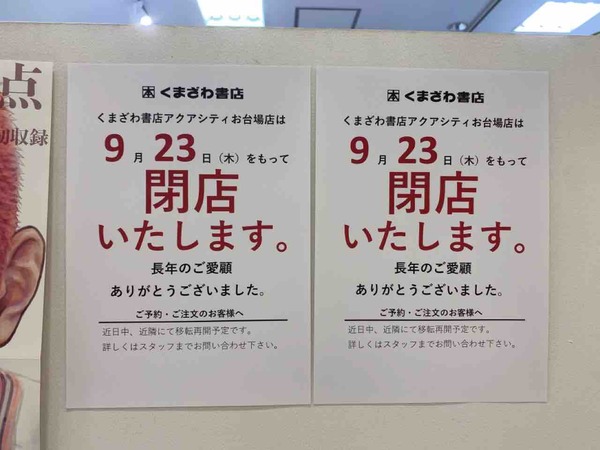 点
初収録
くまざわ書店
くまざわ書店アクアシティお台場店は
9月23日（木）をもって
閉店
いたします。
長年のご愛顧
ありがとうございました。
ご予約・ご注文のお客様へ
近日中、近隣にて移転再開予定です。
詳しくはスタッフまでお問い合わせ下さい。
くまざわ書店
くまざわ書店アクアシティお台場店は
9月23日（木）をもって
閉店
いたします。
長年のご愛顧
ありがとうございました。
ご予約・ご注文のお客様へ
近日中、近隣にて移転再開予定です。
詳しくはスタッフまでお問い合わせ下さい。